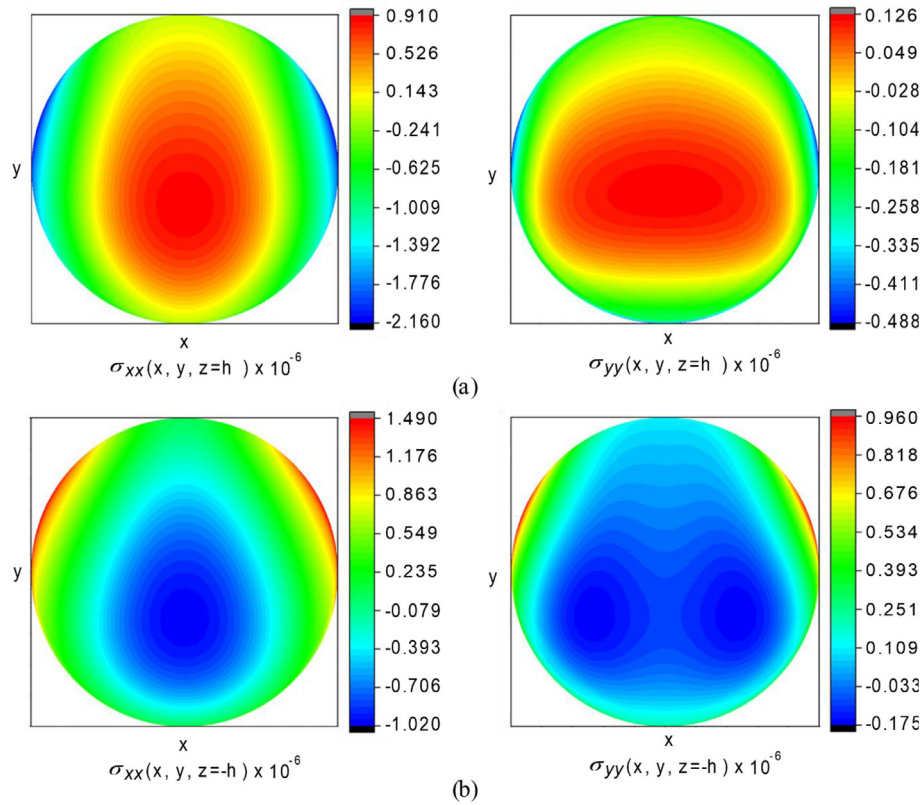 0.910
0.526
0.143
-0.241
-0.625
-1.009
-1.392
-1.776
-2.160
y
x
σxx(x, y, z=h ) x 10-6
0.126
0.049
-0.028
-0.104
-0.181
-0.258
-0.335
-0.411
-0.488
y
x
σyy(x, y, z=h ) x 10-6
(a)
1.490
1.176
0.863
0.549
0.235
-0.079
-0.393
-0.706
-1.020
y
x
σxx(x, y, z=-h ) x 10-6
0.960
0.818
0.676
0.534
0.393
0.251
0.109
-0.033
-0.175
y
x
σyy(x, y, z=-h ) x 10-6
(b)